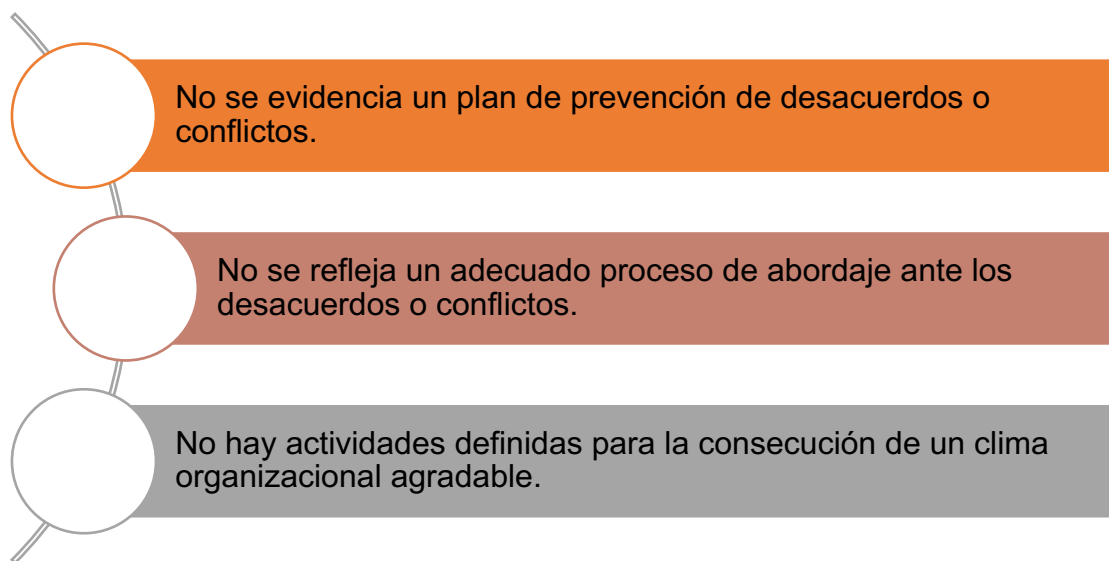 No se evidencia un plan de prevención de desacuerdos o
conflictos.
No se refleja un adecuado proceso de abordaje ante los
desacuerdos o conflictos.
No hay actividades definidas para la consecución de un clima
organizacional agradable.